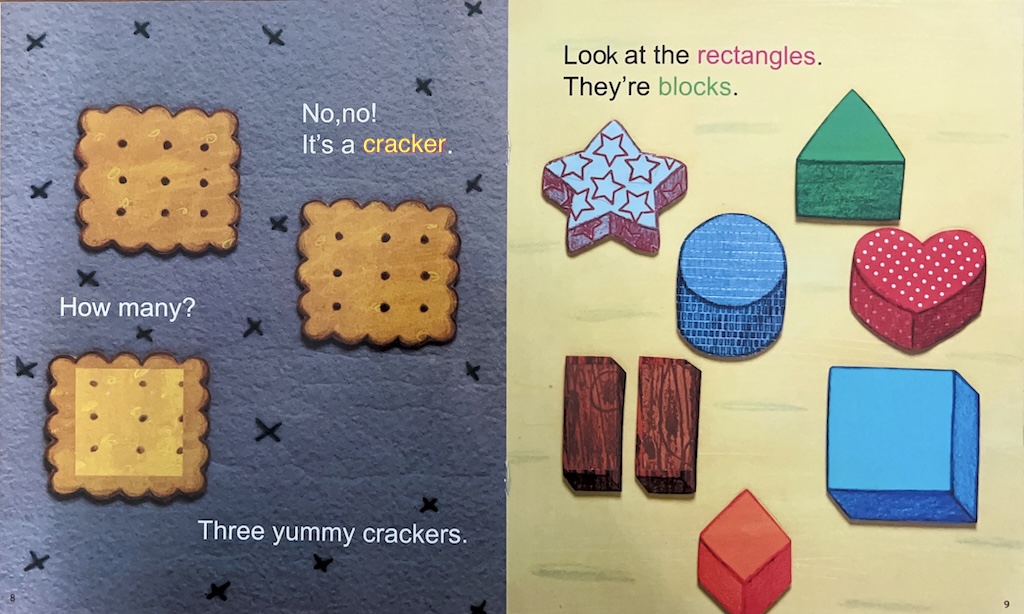 No,no!
It's a cracker.
How many?
Three yummy crackers.
8
Look at the rectangles.
They're blocks.
9